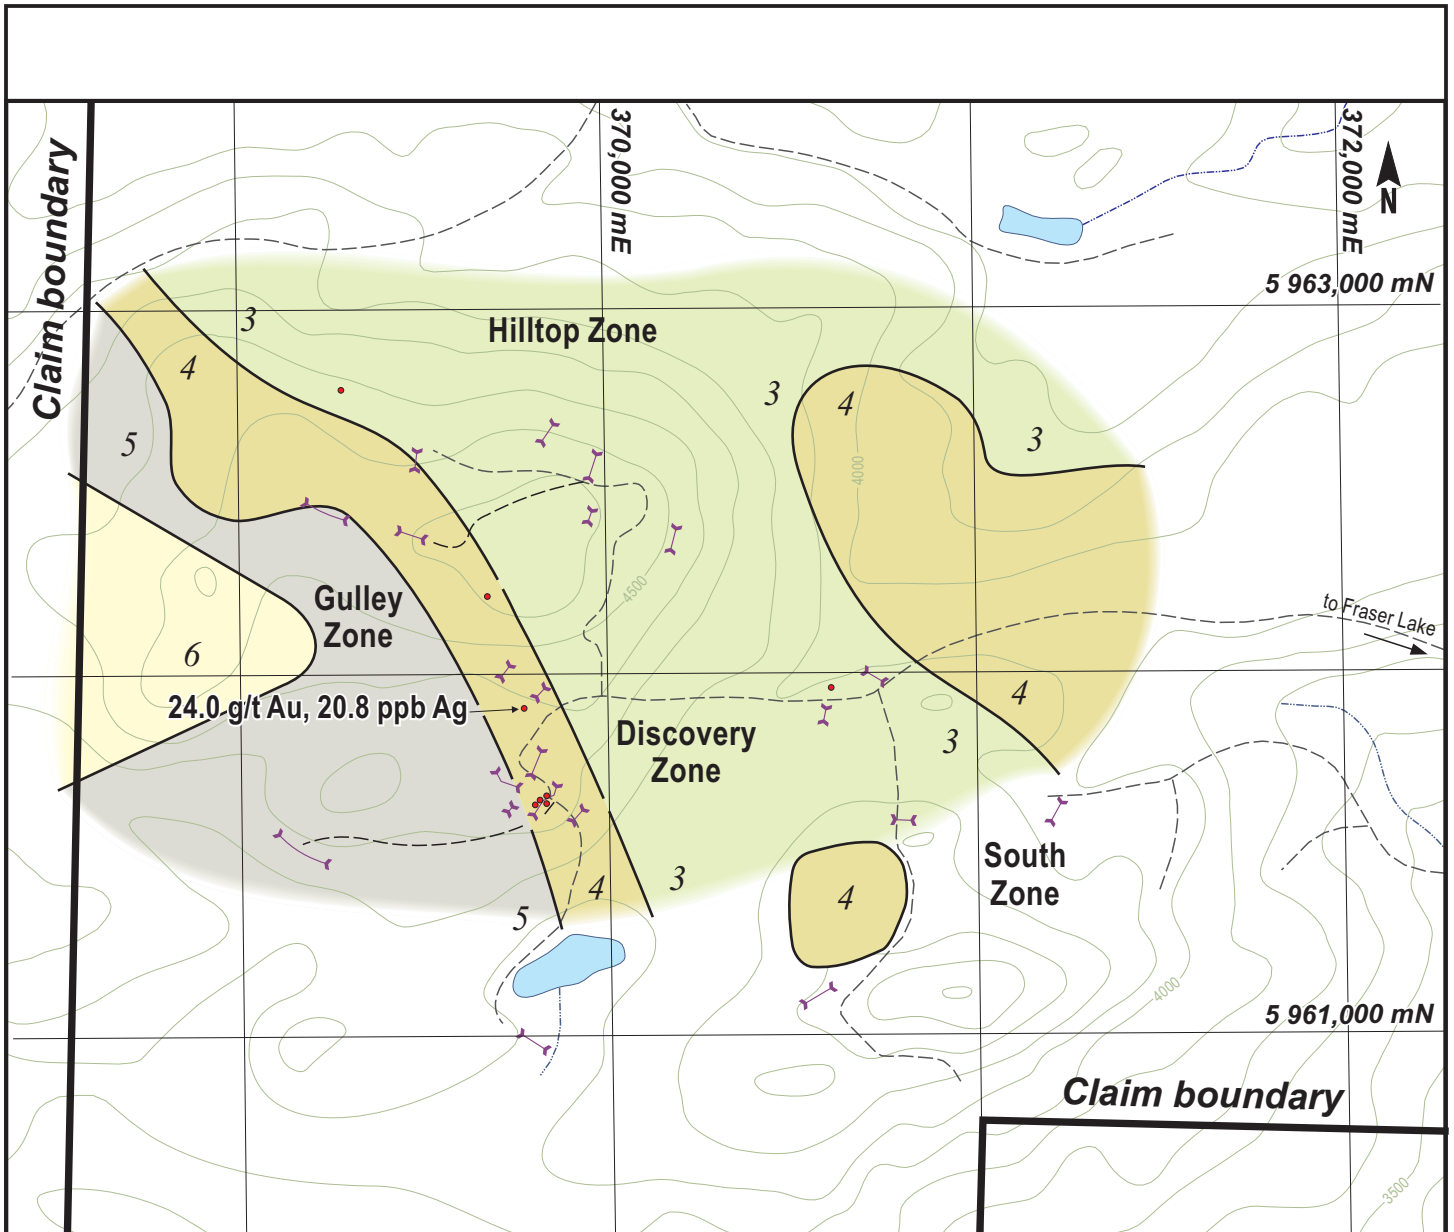 Claim boundary
370,000 mE
372,000 mE
N
5 963,000 mN
3
Hilltop Zone
4
3
4
3
5
4000
4500
Gulley
Zone
to Fraser Lake
6
4
24.0 g/t Au, 20.8 ppb Ag
Discovery
Zone
3
South
Zone
3
4
4
5
4000
5 961,000 mN
Claim boundary
3500